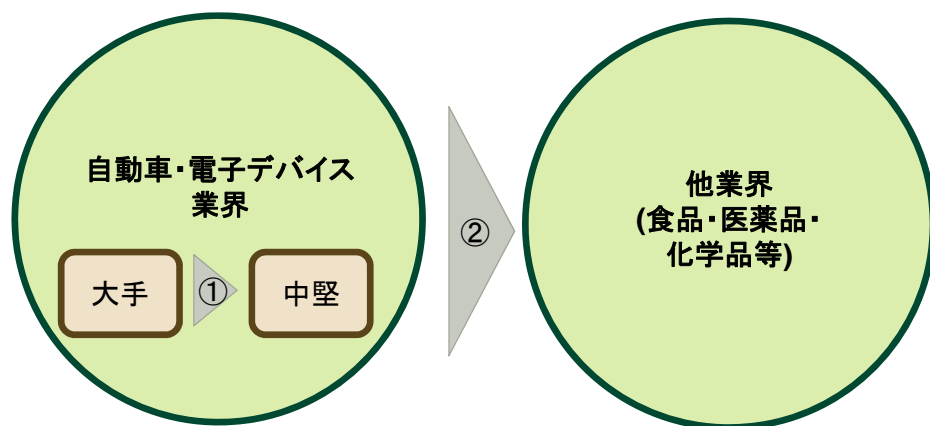 自動車・電子デバイス
業界
大手
①
中堅
②
他業界
(食品・医薬品・
化学品等)